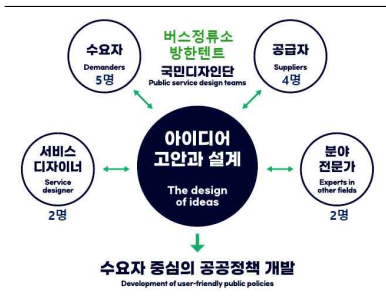 버스정류소
방한텐트
국민디자인단
Public service design teams
수요자
Demanders
5명
공급자
Suppliers
4명
아이디어
고안과 설계
The design
of ideas
서비스
디자이너
Service
designer
2명
분야
전문가
Experts in
other fields
2명
수요자 중심의 공공정책 개발
Development of user-friendly public policies